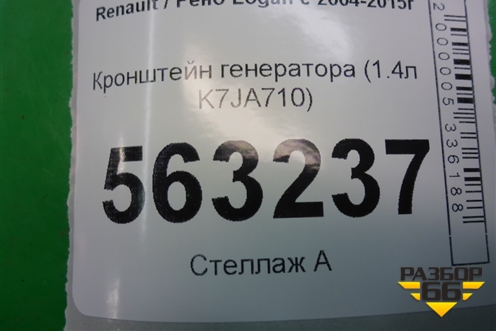 Renault / Рено Logan с 2004-2015г
Кронштейн генератора (1.4л
K7JA710)
563237
Стеллаж А
2000005336188
РАЗБОР
66